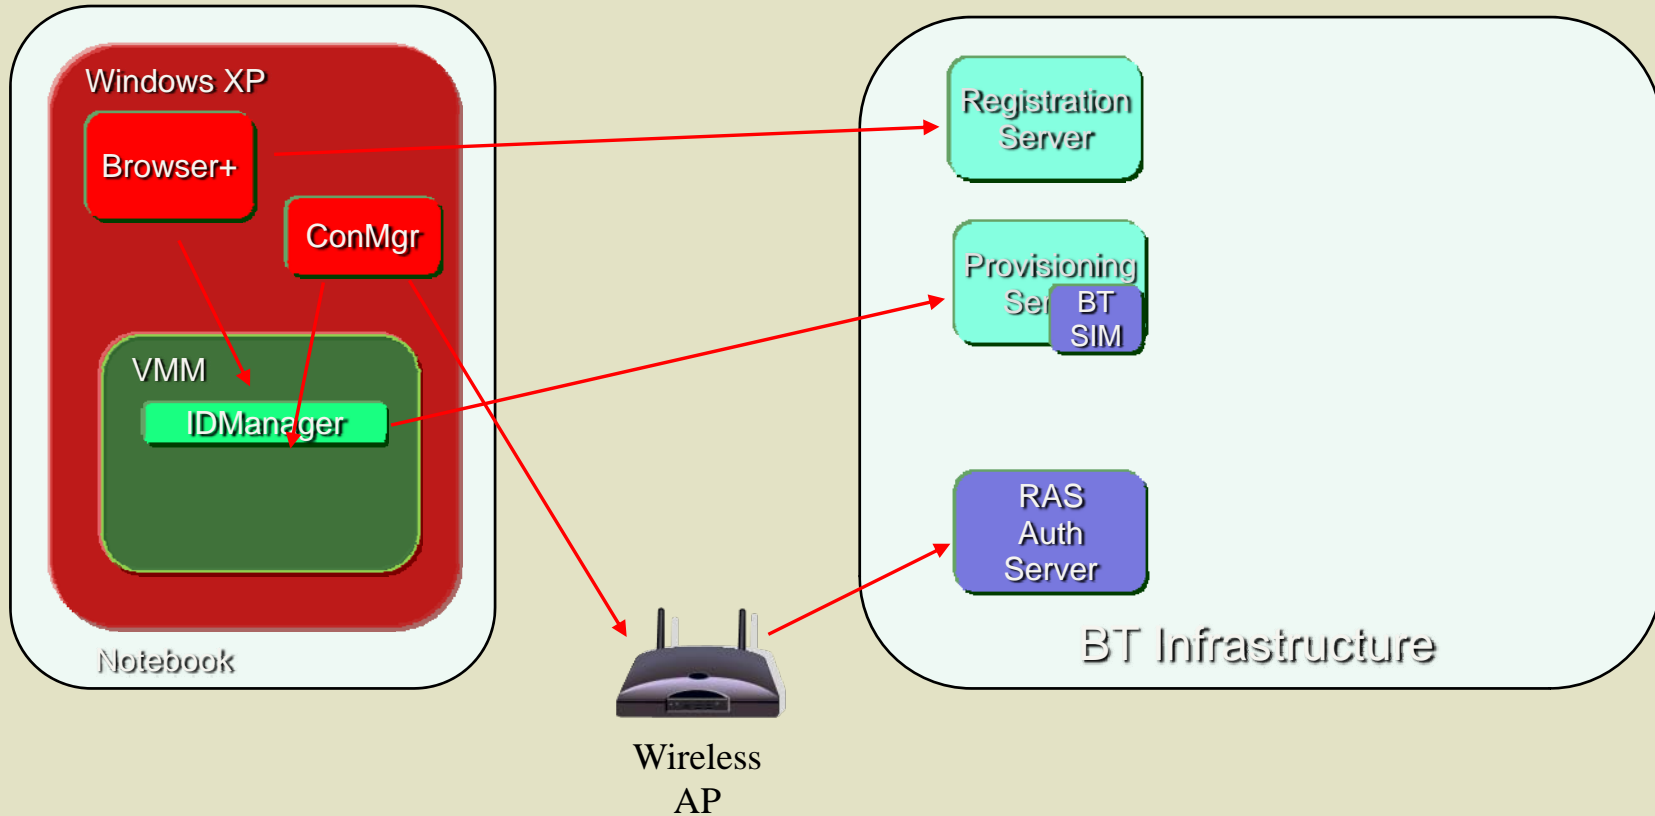 Windows XP
Browser+
ConMgr
VMM
IDManager
Notebook
Wireless
AP
Registration
Server
Provisioning
Ser
BT
SIM
RAS
Auth
Server
BT Infrastructure